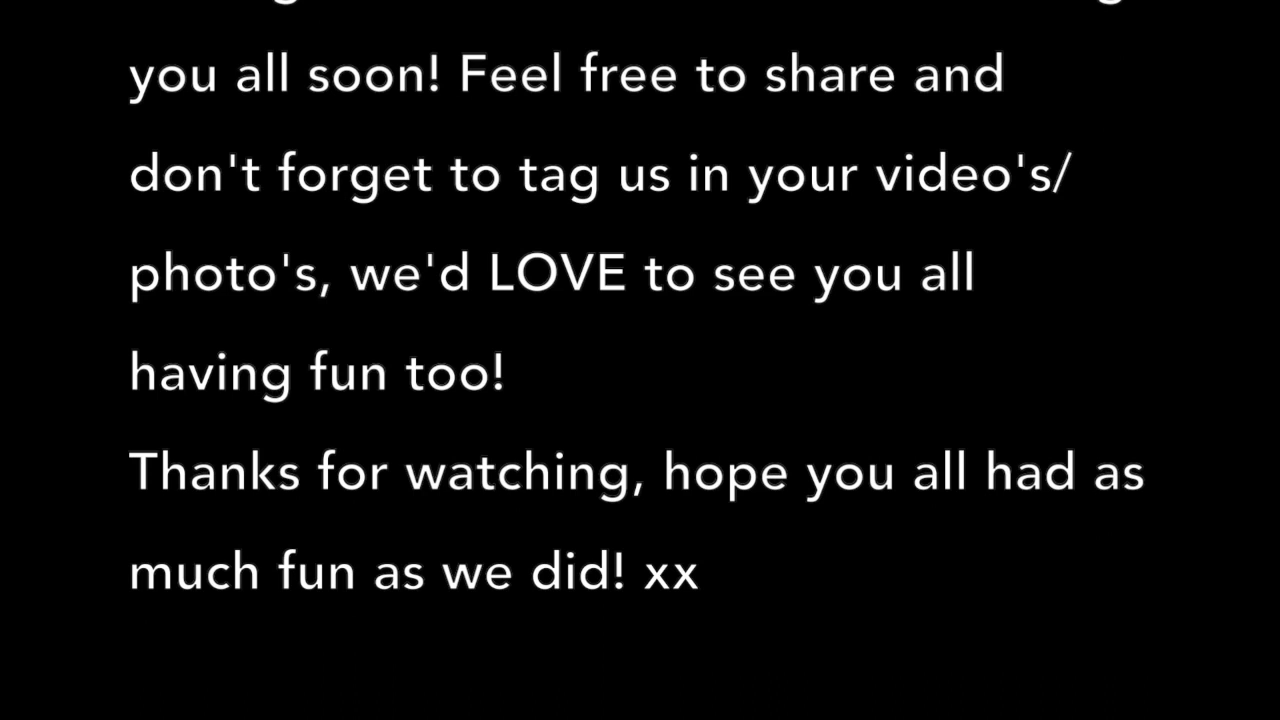 you all soon! Feel free to share and
don't forget to tag us in your video's/
photo's, we'd LOVE to see you all
having fun too!
Thanks for watching, hope you all had as
much fun as we did! xx